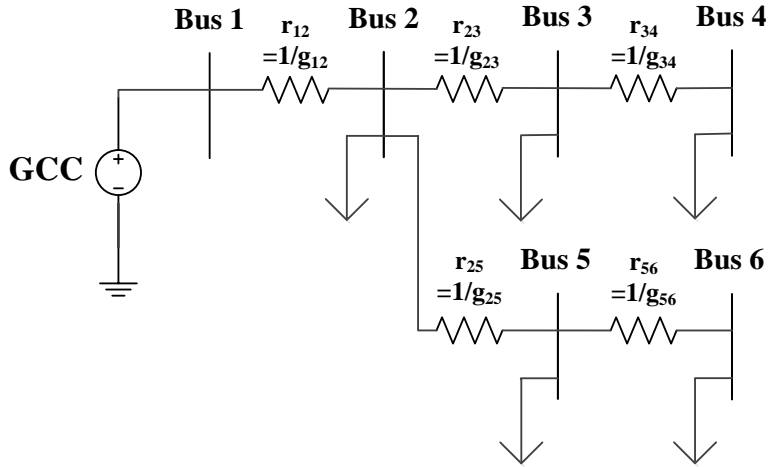 Bus 1
Bus 2
Bus 3
Bus 4
r12
=1/g12
r23
=1/g23
r34
=1/g34
GCC
+
−
Bus 5
Bus 6
r25
=1/g25
r56
=1/g56